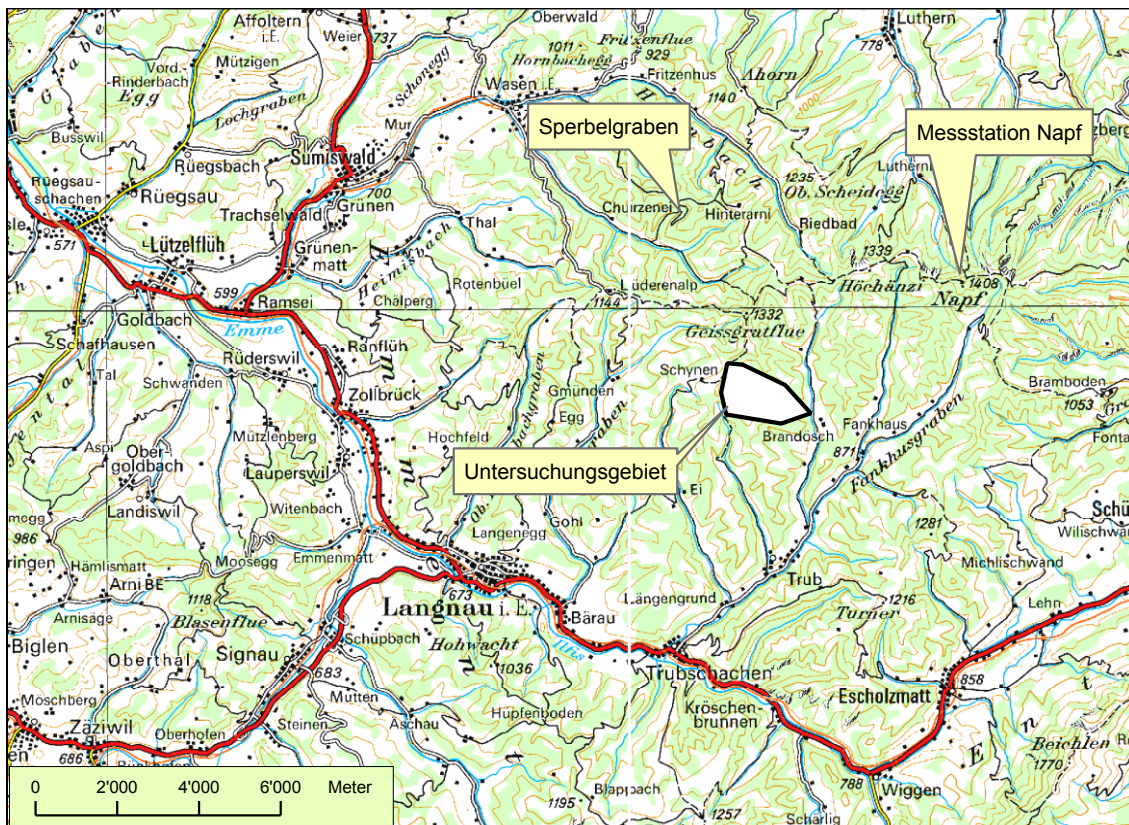 Affoltern
i.E.
Weier
737
Oberwald
Luthern
778
Vord.
Rinderbach
Mützigen
Egg
Lochgraben
Schonegg
1011
Hornbachegg
Fritzenflue
929
Fritzenhus
Wasen i.E.
Ahorn
1140
1000
Busswil
Mur
Sperbelgraben
Messstation Napf
Rüegsbach
Sumiswald
700
Rüegsau-
schachen
Rüegsau
Grünen
Trachselwald
Churzenei
Hinterarni
1235
Ob. Scheidegg
Riedbad
571
Lützelflüh
Grünen-
matt
Thal
Heimisbach
Rotenbüel
Chalperg
Lüderenalp
1144
1339
Höchänzi
Napf
1408
599
Ramsei
Goldbach
Emme
1332
Geissgratflue
Schafhausen
Rüderswil
Ranflüh
Tal
Schwanden
Zollbrück
Gmünden
Schynen
Egg
Bramboden
1053
Mützlenberg
Hochfeld
Brandösch
Fankhaus
871
Fankhusgraben
Aspi
Ober-
goldbach
Lauperswil
Untersuchungsgebiet
Landiswil
Witenbach
Ei
986
Langenegg
Gohl
1281
Wilischwand
Hämlismatt
Moosegg
Emmenmatt
Michlischwand
Arni BE
673
Trub
Arnisäge
1118
Blasenflue
Langnau i. E.
Bärau
Längengrund
1216
Turner
Lehn
Biglen
Schüpbach
Hohwacht
Ilfis
Oberthal
Signau
1036
Trubschachen
858
683
Escholzmatt
Moschberg
Mutten
Kröschen-
brunnen
Zäziwil
Oberhofen
Steinen
Aschau
Hupfenboden
Beichlen
1770
686
788
Wiggen
1195
Blappach
1257
0 2'000 4'000 6'000 Meter